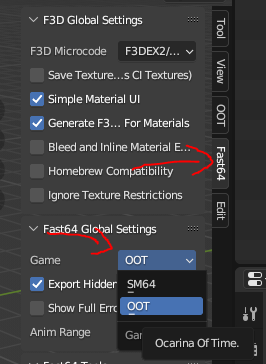 F3D Global Settings
F3D Microcode F3DEX2/...
Save Texture...s CI Textures)
Simple Material UI
Generate F3... For Materials
Bleed and Inline Material E...
Homebrew Compatibility
Ignore Texture Restrictions
Fast64 Global Settings
Game OOT
Export Hidden
SM64
Show Full Erro
OOT
Anim Range
Ocarina Of Time.
Tool
View
OOT
Fast64
Edit